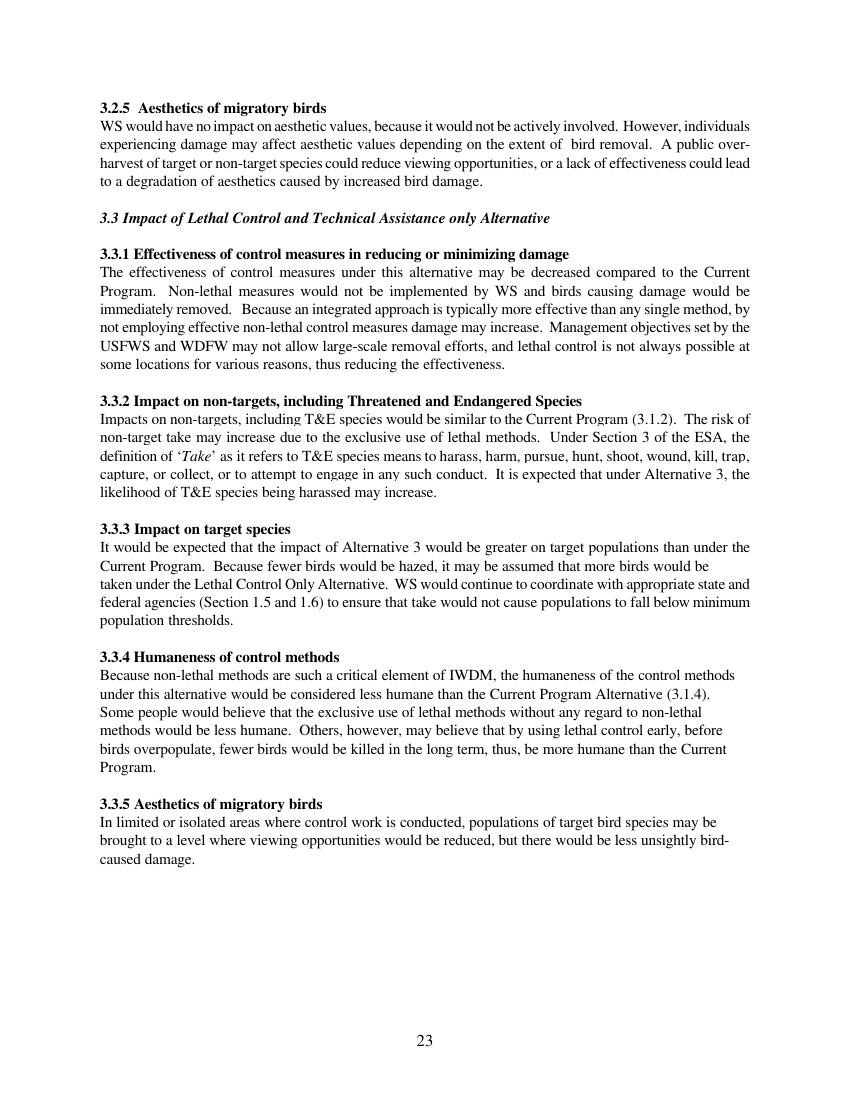 3.2.5 Aesthetics of migratory birds
WS would have no impact on aesthetic values, because it would not be actively involved. However, individuals
experiencing damage may affect aesthetic values depending on the extent of bird removal. A public over-
harvest of target or non-target species could reduce viewing opportunities, or a lack of effectiveness could lead
to a degradation of aesthetics caused by increased bird damage.
3.3 Impact of Lethal Control and Technical Assistance only Alternative
3.3.1 Effectiveness of control measures in reducing or minimizing damage
The effectiveness of control measures under this alternative may be decreased compared to the Current
Program. Non-lethal measures would not be implemented by WS and birds causing damage would be
immediately removed. Because an integrated approach is typically more effective than any single method, by
not employing effective non-lethal control measures damage may increase. Management objectives set by the
USFWS and WDFW may not allow large-scale removal efforts, and lethal control is not always possible at
some locations for various reasons, thus reducing the effectiveness.
3.3.2 Impact on non-targets, including Threatened and Endangered Species
Impacts on non-targets, including T&E species would be similar to the Current Program (3.1.2). The risk of
non-target take may increase due to the exclusive use of lethal methods. Under Section 3 of the ESA, the
definition of ‘Take’ as it refers to T&E species means to harass, harm, pursue, hunt, shoot, wound, kill, trap,
capture, or collect, or to attempt to engage in any such conduct. It is expected that under Alternative 3, the
likelihood of T&E species being harassed may increase.
3.3.3 Impact on target species
It would be expected that the impact of Alternative 3 would be greater on target populations than under the
Current Program. Because fewer birds would be hazed, it may be assumed that more birds would be
taken under the Lethal Control Only Alternative. WS would continue to coordinate with appropriate state and
federal agencies (Section 1.5 and 1.6) to ensure that take would not cause populations to fall below minimum
population thresholds.
3.3.4 Humaneness of control methods
Because non-lethal methods are such a critical element of IWDM, the humaneness of the control methods
under this alternative would be considered less humane than the Current Program Alternative (3.1.4).
Some people would believe that the exclusive use of lethal methods without any regard to non-lethal
methods would be less humane. Others, however, may believe that by using lethal control early, before
birds overpopulate, fewer birds would be killed in the long term, thus, be more humane than the Current
Program.
3.3.5 Aesthetics of migratory birds
In limited or isolated areas where control work is conducted, populations of target bird species may be
brought to a level where viewing opportunities would be reduced, but there would be less unsightly bird-
caused damage.
23